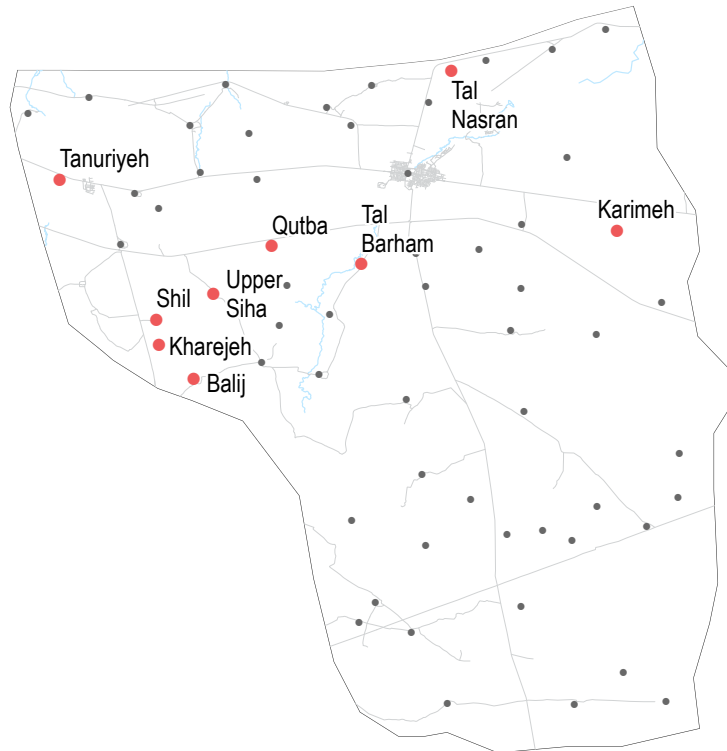 Tal
Nasran
Tanuriyeh
Karimeh
Qutba
Tal
Barham
Upper
Siha
Shil
Kharejeh
Balij